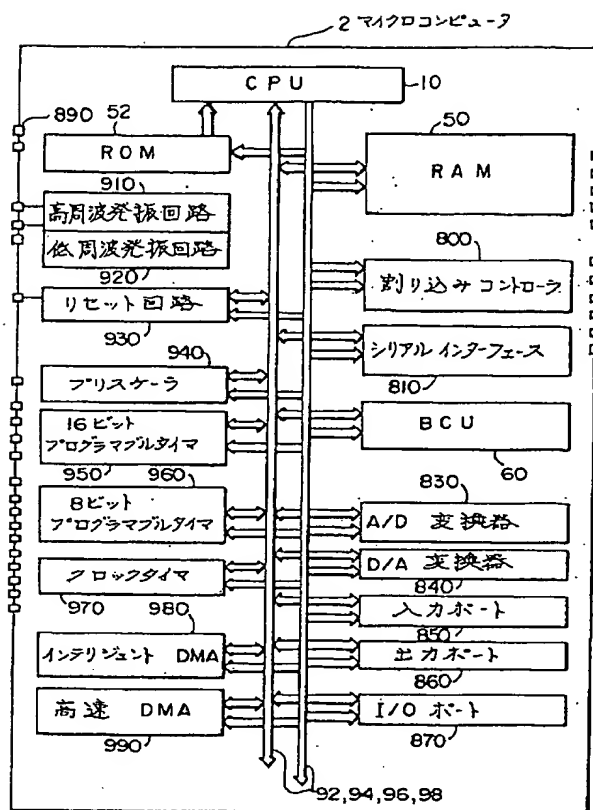 2 マイクロコンピュータ
CPU
10
890
52
ROM
50
RAM
910
高周波発振回路
低周波発振回路
920
800
割り込みコントローラ
リセット回路
930
シリアルインターフェース
810
940
プリスケーラ
BCU
60
16ビット
プログラマブルタイマ
950
960
8ビット
プログラマブルタイマ
830
A/D 変換器
D/A 変換器
840
クロックタイマ
970
入力ポート
850
980
インテリジェント DMA
出力ポート
860
高速 DMA
990
I/O ポート
870
92,94,96,98